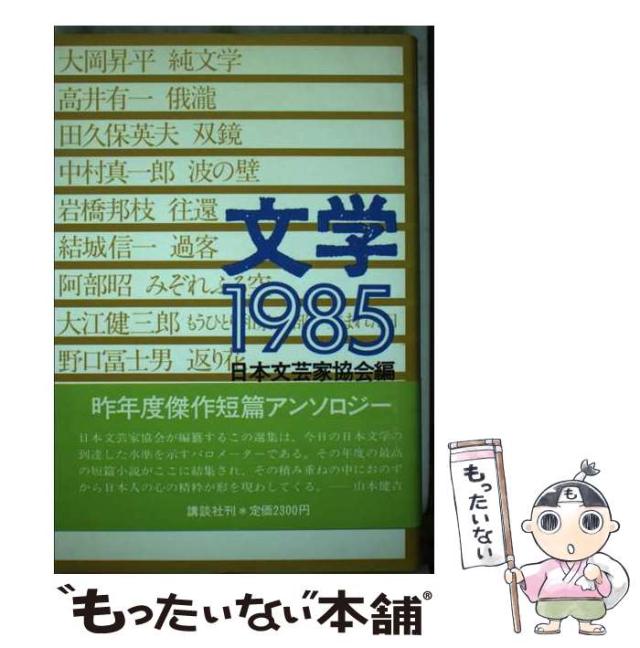 大岡昇平 純文学
高井有一 俄瀧
田久保英夫 双鏡
中村真一郎 波の壁
岩橋邦枝 往還
結城信一 過客
阿部昭 みぞれふる空
大江健三郎 もうひとり
野口冨士男 返り花
文学
1985
日本文芸家協会編
昨年度傑作短篇アンソロジー
日本文芸家協会が編纂するこの選集は、今日の日本文学の
到達した水準を示すバロメーターである。その年度の最高
の短篇小説がここに結集され、その積み重ねの中におのず
から日本人の心の精粋が形を現わしてくる。――山本健吉
講談社刊*定価2300円
もったいない
も
"もったいない"本舗®